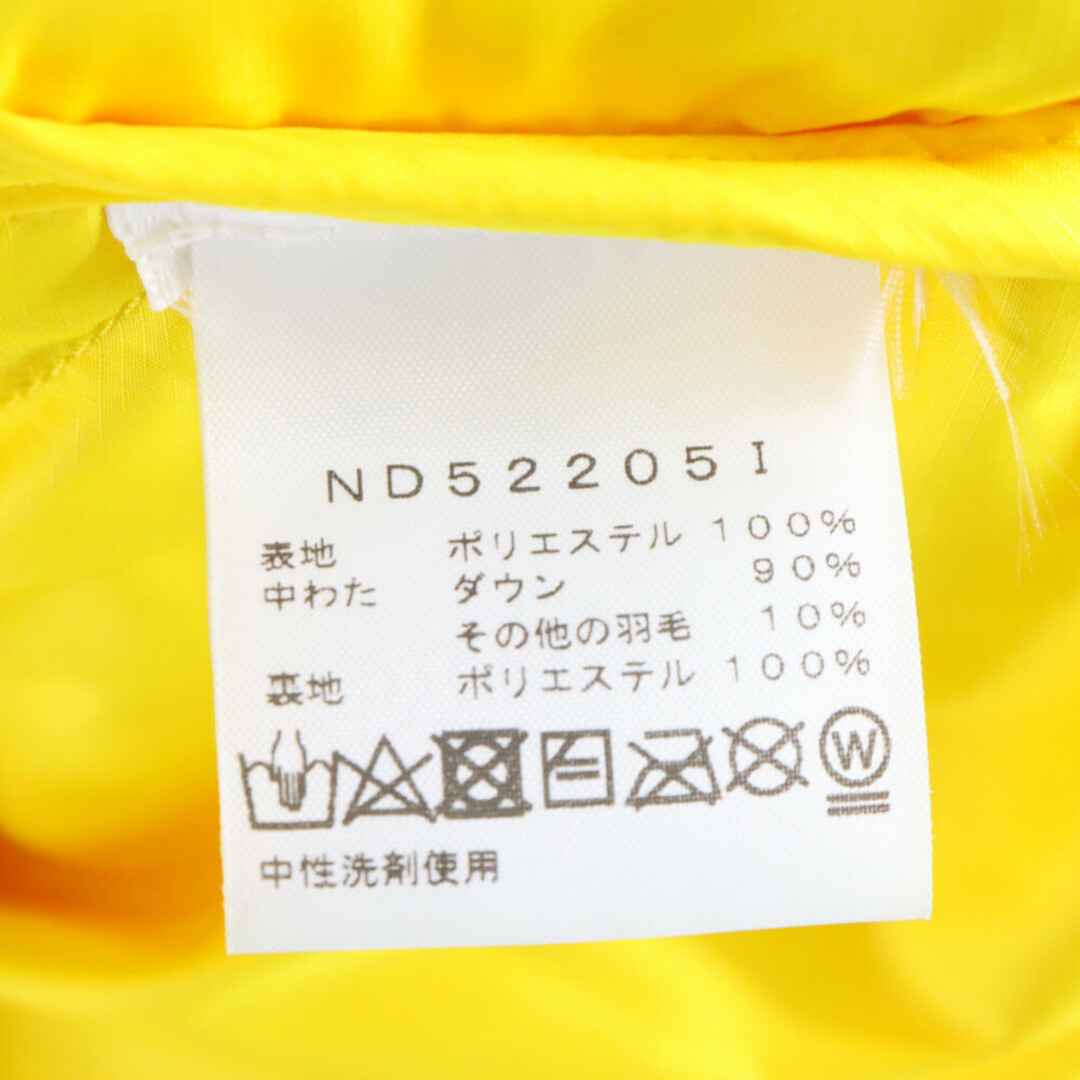 ND52205I
表地 ポリエステル 100%
中わた ダウン 90%
その他の羽毛 10%
裏地 ポリエステル 100%
W
中性洗剤使用